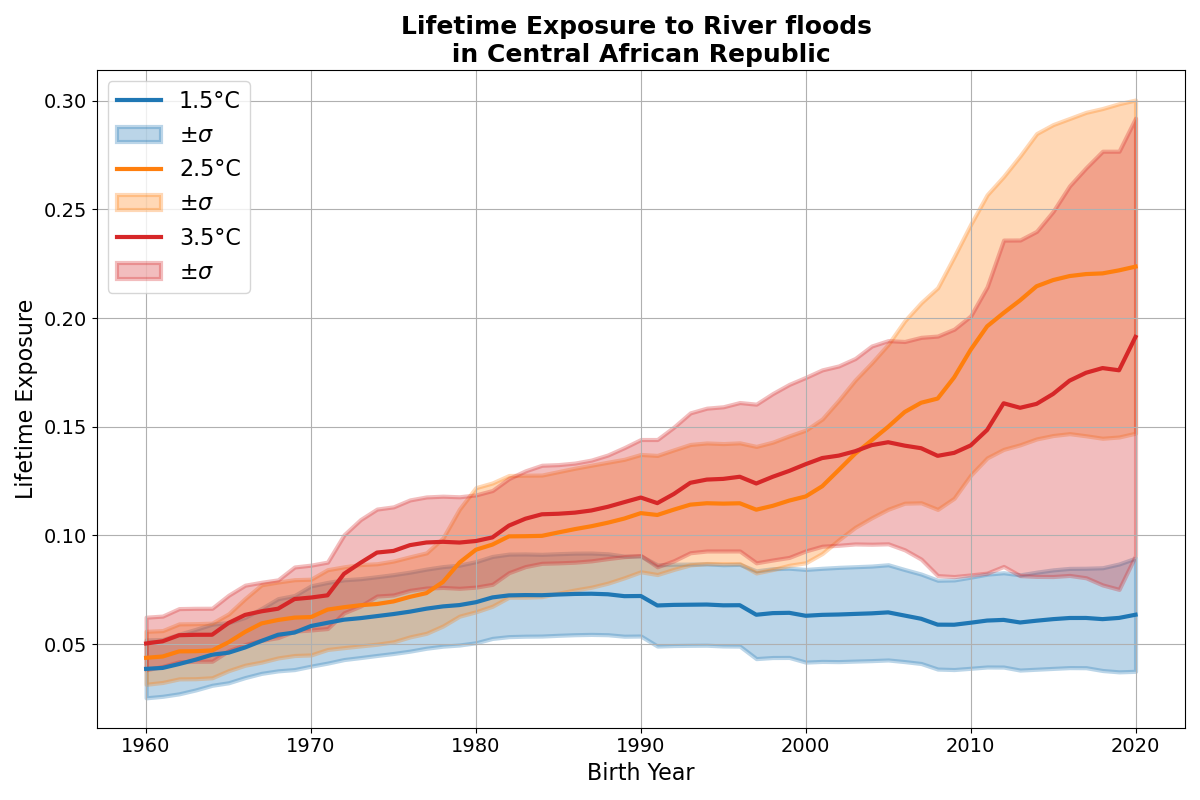 Lifetime Exposure to River floods
in Central African Republic
1.5°C
±σ
2.5°C
±σ
3.5°C
±σ
Lifetime Exposure
0.30
0.25
0.20
0.15
0.10
0.05
1960 1970 1980 1990 2000 2010 2020
Birth Year